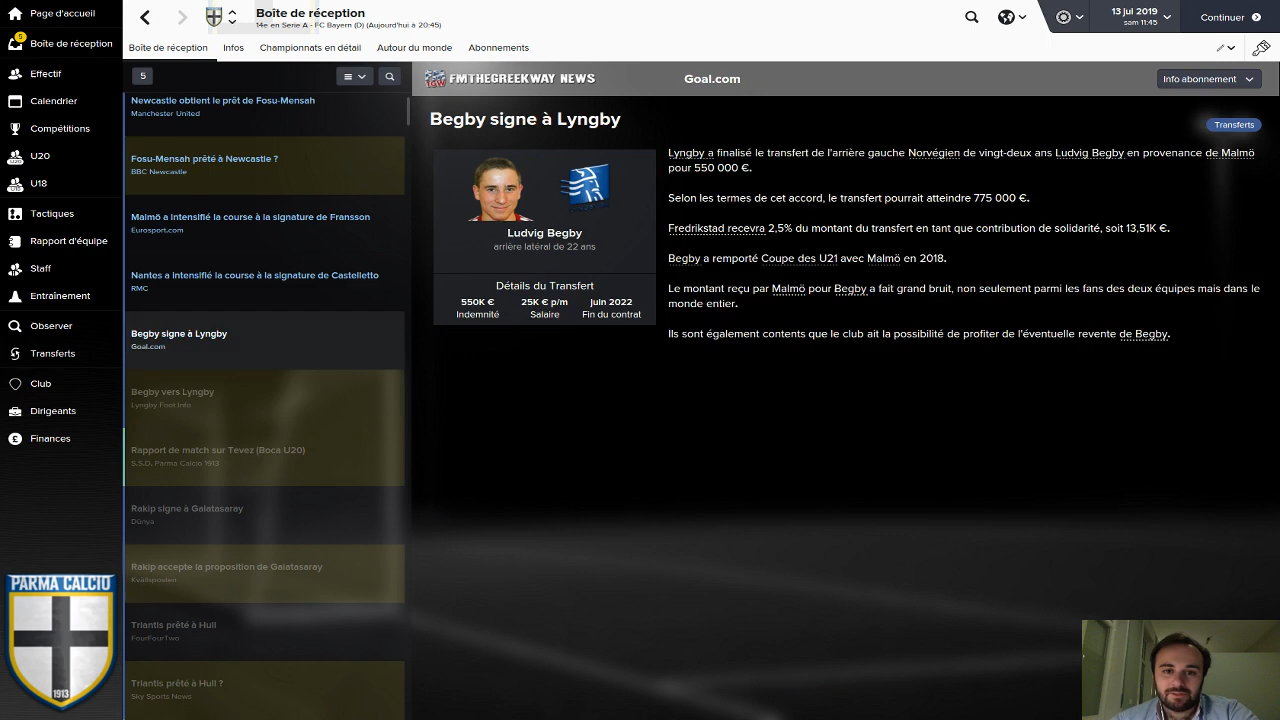 Page d'accueil
5
Boîte de réception
Effectif
Calendrier
Compétitions
U20
U20
U18
U18
Tactiques
Rapport d'équipe
Staff
Entraînement
Observer
Transferts
Club
Dirigeants
Finances
PARMA CALCIO
1913
Boîte de réception
14e en Serie A - FC Bayern (D) (Aujourd'hui à 20:45)
13 jul 2019
sam 11:45
Continuer
Boîte de réception
Infos
Championnats en détail
Autour du monde
Abonnements
5
Newcastle obtient le prêt de Fosu-Mensah
Manchester United
Fosu-Mensah prêté à Newcastle ?
BBC Newcastle
Malmö a intensifié la course à la signature de Fransson
Eurosport.com
Nantes a intensifié la course à la signature de Castelletto
RMC
Begby signe à Lyngby
Goal.com
Begby vers Lyngby
Lyngby Font Info
Rapport de match sur Tevez (Boca U20)
S.S.D. Parma Calcio 1913
Rakip signe à Galatasaray
Dünya
Rakip accepte la proposition de Galatasaray
Kvällsposten
Triantis prêté à Hull
FourFourTwo
Triantis prêté à Hull ?
Sky Sports News
FMTHEGREEKWAY NEWS
Goal.com
Info abonnement
Begby signe à Lyngby
Transferts
Ludvig Begby
arrière latéral de 22 ans
Détails du Transfert
550K € 25K € p/m juin 2022
Indemnité Salaire Fin du contrat
Lyngby a finalisé le transfert de l'arrière gauche Norvégien de vingt-deux ans Ludvig Begby en provenance de Malmö
pour 550 000 €.
Selon les termes de cet accord, le transfert pourrait atteindre 775 000 €.
Fredrikstad recevra 2,5% du montant du transfert en tant que contribution de solidarité, soit 13,51K €.
Begby a remporté Coupe des U21 avec Malmö en 2018.
Le montant reçu par Malmö pour Begby a fait grand bruit, non seulement parmi les fans des deux équipes mais dans le
monde entier.
Ils sont également contents que le club ait la possibilité de profiter de l'éventuelle revente de Begby.